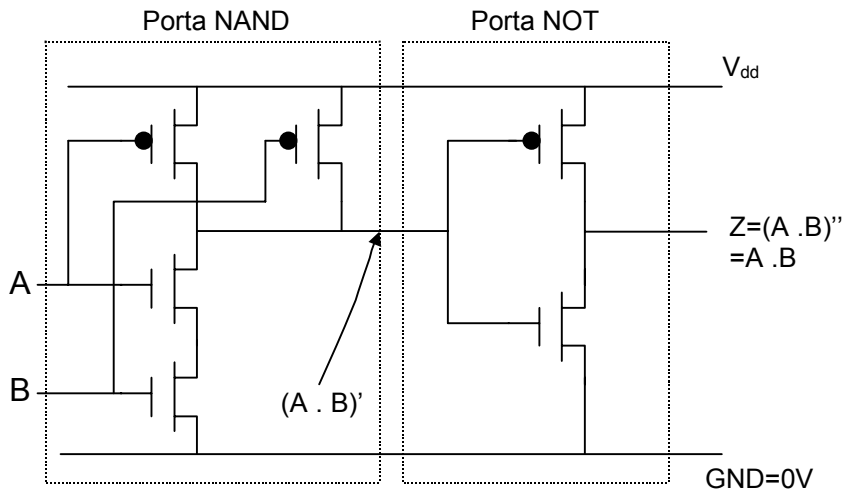 Porta NAND
Porta NOT
Vdd
Z=(A .B)’’
=A .B
A
B
(A . B)’
GND=0V